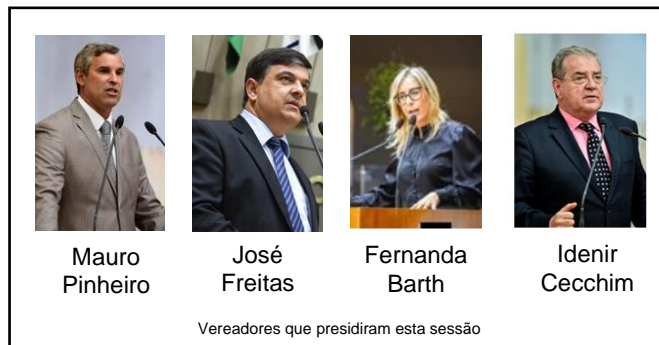 Mauro
Pinheiro
José
Freitas
Fernanda
Barth
Idenir
Cecchim
Vereadores que presidiram esta sessão